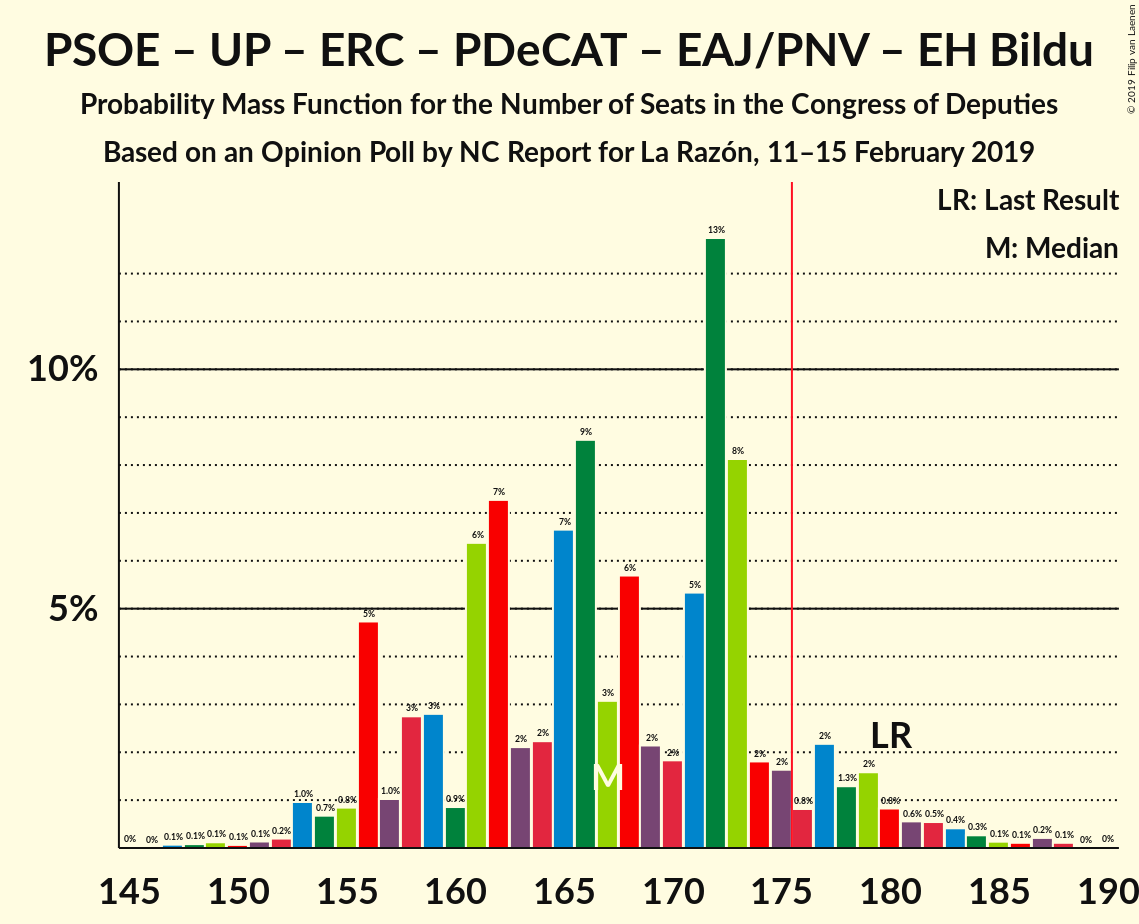 PSOE – UP – ERC – PDeCAT – EAJ/PNV – EH Bildu
Probability Mass Function for the Number of Seats in the Congress of Deputies
Based on an Opinion Poll by NC Report for La Razón, 11–15 February 2019
© 2019 Filip van Laenen
LR: Last Result
M: Median
10%
5%
0% 0% 0.1% 0.1% 0.1% 0.1% 0.1% 0.2% 1.0% 0.7% 0.8% 5% 1.0% 3% 3% 0.9% 6% 7% 2% 2% 7% 9% 3% 6% 2% 2% 5% 13% 8% 2% 2% 0.8% 2% 1.3% 2% 0.8% 0.6% 0.5% 0.4% 0.3% 0.1% 0.1% 0.2% 0.1% 0% 0%
M
LR
145 150 155 160 165 170 175 180 185 190